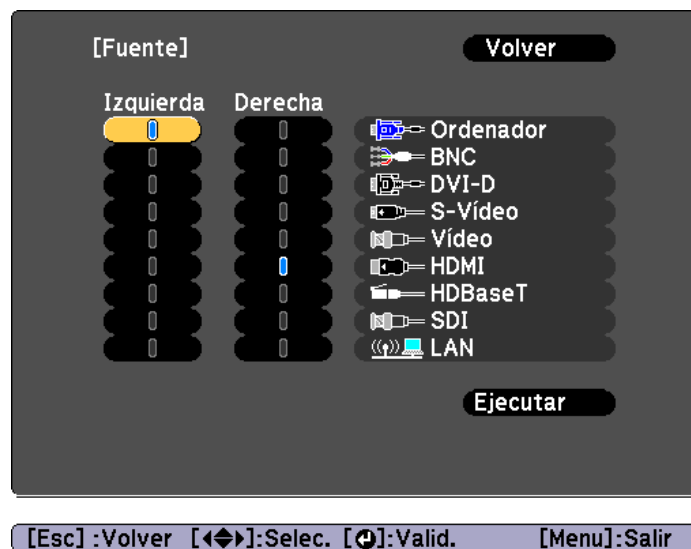 [Fuente] Volver
Izquierda Derecha
Ordenador
BNC
DVI-D
S-Vídeo
Vídeo
HDMI
HDBaseT
SDI
LAN
Ejecutar
[Esc] :Volver [◆]:Selec. [↵]:Valid. [Menu]:Salir